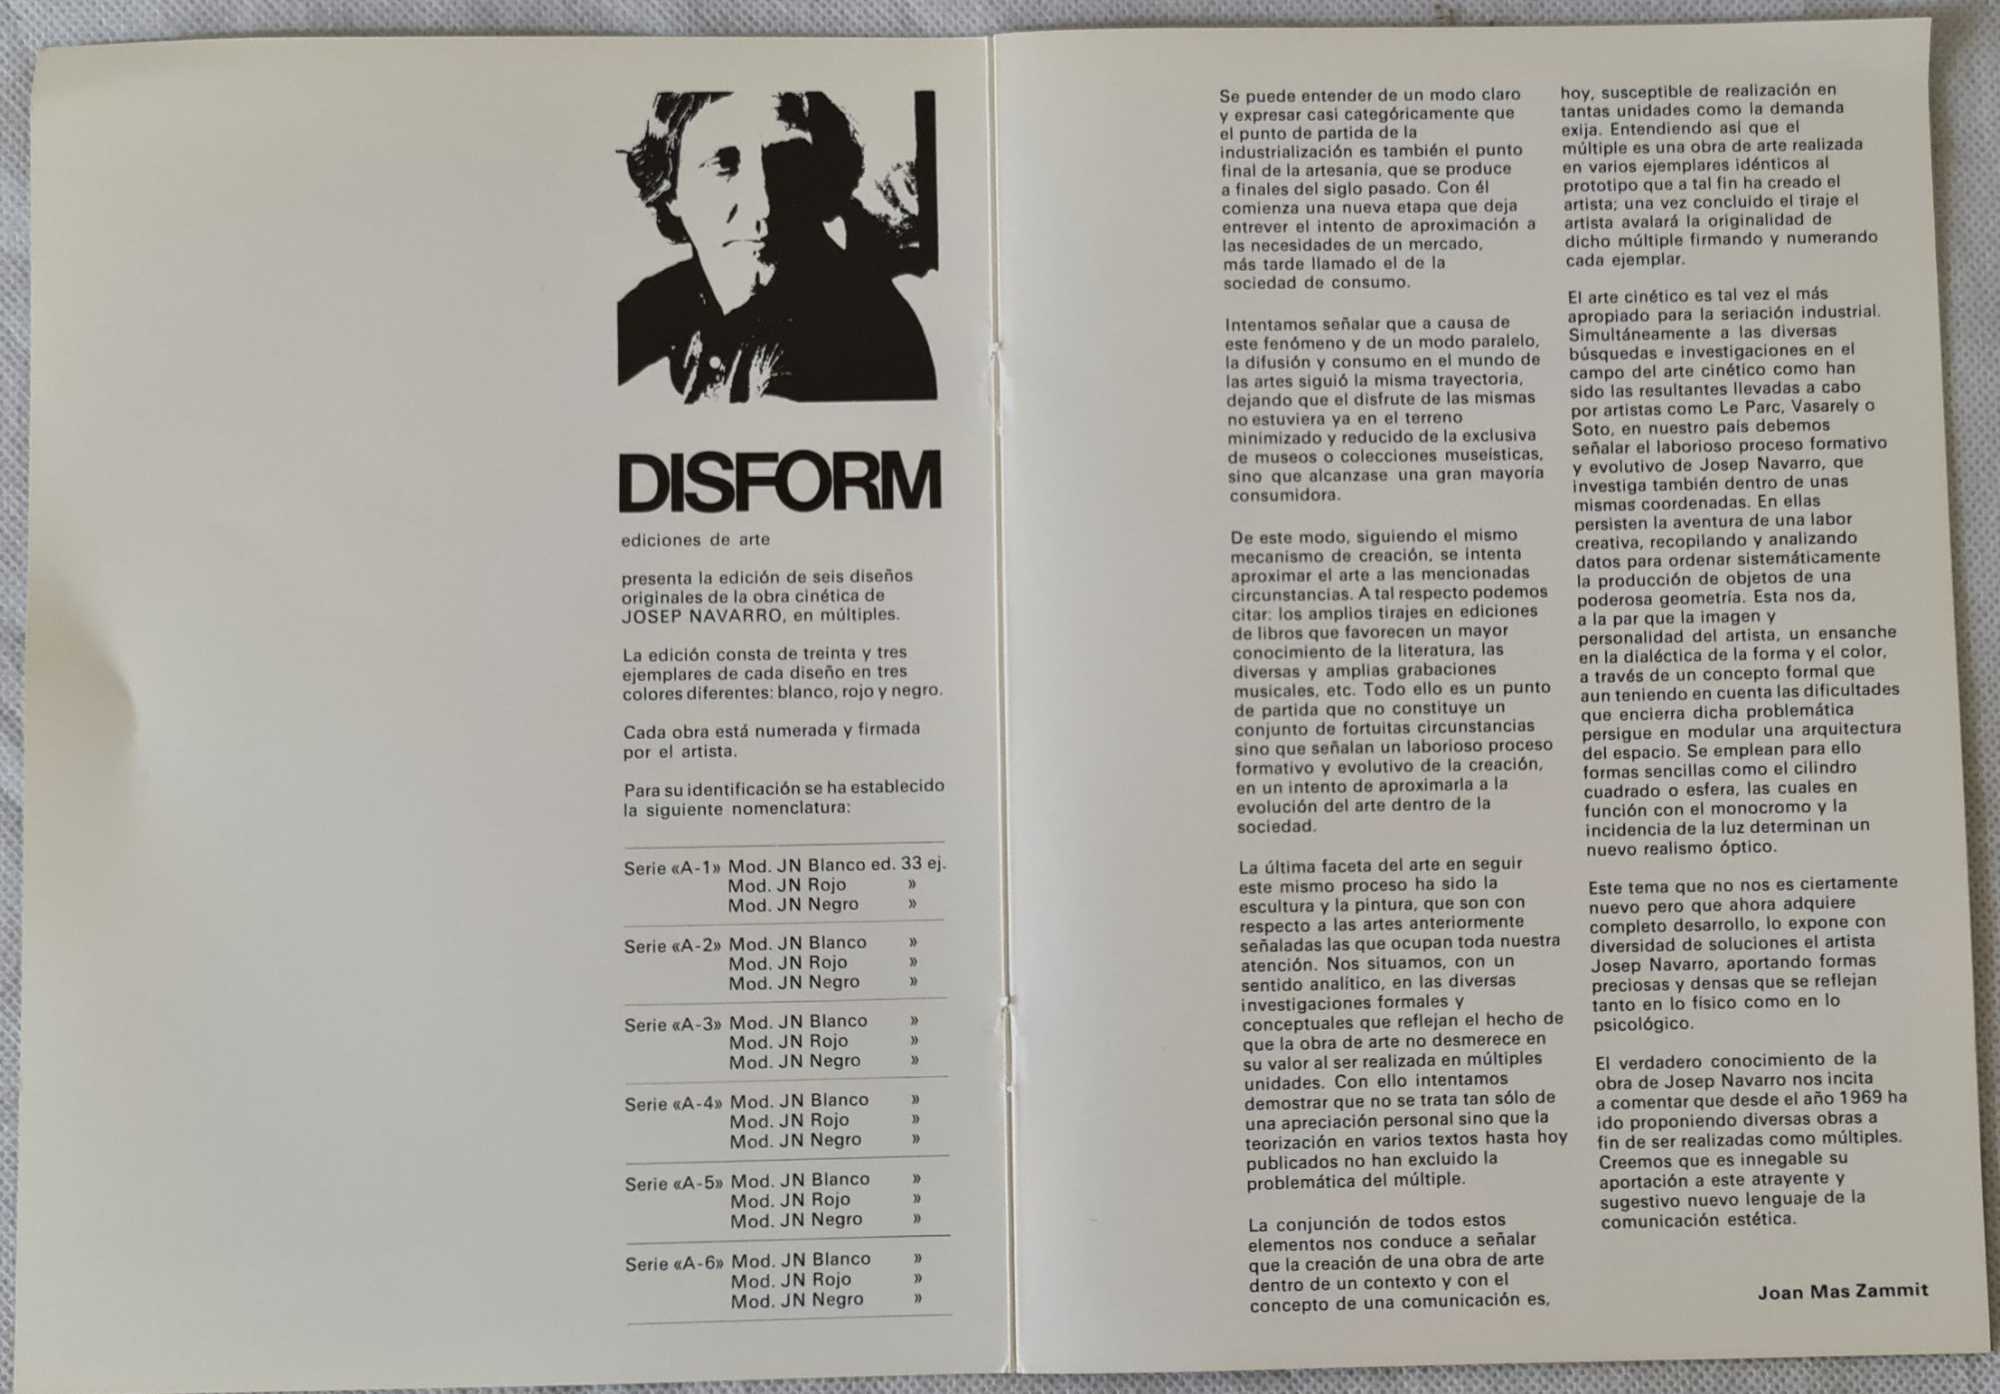 DISFORM
ediciones de arte
presenta la edición de seis diseños
originales de la obra cinética de
JOSEP NAVARRO, en múltiples.
La edición consta de treinta y tres
ejemplares de cada diseño en tres
colores diferentes: blanco, rojo y negro.
Cada obra está numerada y firmada
por el artista.
Para su identificación se ha establecido
la siguiente nomenclatura:
Serie «A-1» Mod. JN Blanco ed. 33 ej.
Mod. JN Rojo »
Mod. JN Negro »
Serie «A-2» Mod. JN Blanco »
Mod. JN Rojo »
Mod. JN Negro »
Serie «A-3» Mod. JN Blanco »
Mod. JN Rojo »
Mod. JN Negro »
Serie «A-4» Mod. JN Blanco »
Mod. JN Rojo »
Mod. JN Negro »
Serie «A-5» Mod. JN Blanco »
Mod. JN Rojo »
Mod. JN Negro »
Serie «A-6» Mod. JN Blanco »
Mod. JN Rojo »
Mod. JN Negro »
Se puede entender de un modo claro
y expresar casi categóricamente que
el punto de partida de la
industrialización es también el punto
final de la artesanía, que se produce
a finales del siglo pasado. Con él
comienza una nueva etapa que deja
entrever el intento de aproximación a
las necesidades de un mercado,
más tarde llamado el de la
sociedad de consumo.
Intentamos señalar que a causa de
este fenómeno y de un modo paralelo,
la difusión y consumo en el mundo de
las artes siguió la misma trayectoria,
dejando que el disfrute de las mismas
no estuviera ya en el terreno
minimizado y reducido de la exclusiva
de museos o colecciones museísticas,
sino que alcanzase una gran mayoría
consumidora.
De este modo, siguiendo el mismo
mecanismo de creación, se intenta
aproximar el arte a las mencionadas
circunstancias. A tal respecto podemos
citar: los amplios tirajes en ediciones
de libros que favorecen un mayor
conocimiento de la literatura, las
diversas y amplias grabaciones
musicales, etc. Todo ello es un punto
de partida que no constituye un
conjunto de fortuitas circunstancias
sino que señalan un laborioso proceso
formativo y evolutivo de la creación,
en un intento de aproximarla a la
evolución del arte dentro de la
sociedad.
La última faceta del arte en seguir
este mismo proceso ha sido la
escultura y la pintura, que son con
respecto a las artes anteriormente
señaladas las que ocupan toda nuestra
atención. Nos situamos, con un
sentido analítico, en las diversas
investigaciones formales y
conceptuales que reflejan el hecho de
que la obra de arte no desmerece en
su valor al ser realizada en múltiples
unidades. Con ello intentamos
demostrar que no se trata tan sólo de
una apreciación personal sino que la
teorización en varios textos hasta hoy
publicados no han excluido la
problemática del múltiple.
La conjunción de todos estos
elementos nos conduce a señalar
que la creación de una obra de arte
dentro de un contexto y con el
concepto de una comunicación es,
hoy, susceptible de realización en
tantas unidades como la demanda
exija. Entendiendo así que el
múltiple es una obra de arte realizada
en varios ejemplares idénticos al
prototipo que a tal fin ha creado el
artista; una vez concluido el tiraje el
artista avalará la originalidad de
dicho múltiple firmando y numerando
cada ejemplar.
El arte cinético es tal vez el más
apropiado para la seriación industrial.
Simultáneamente a las diversas
búsquedas e investigaciones en el
campo del arte cinético como han
sido las resultantes llevadas a cabo
por artistas como Le Parc, Vasarely o
Soto, en nuestro país debemos
señalar el laborioso proceso formativo
y evolutivo de Josep Navarro, que
investiga también dentro de unas
mismas coordenadas. En ellas
persisten la aventura de una labor
creativa, recopilando y analizando
datos para ordenar sistemáticamente
la producción de objetos de una
poderosa geometría. Esta nos da,
a la par que la imagen y
personalidad del artista, un ensanche
en la dialéctica de la forma y el color,
a través de un concepto formal que
aun teniendo en cuenta las dificultades
que encierra dicha problemática
persigue en modular una arquitectura
del espacio. Se emplean para ello
formas sencillas como el cilindro
cuadrado o esfera, las cuales en
función con el monocromo y la
incidencia de la luz determinan un
nuevo realismo óptico.
Este tema que no nos es ciertamente
nuevo pero que ahora adquiere
completo desarrollo, lo expone con
diversidad de soluciones el artista
Josep Navarro, aportando formas
preciosas y densas que se reflejan
tanto en lo físico como en lo
psicológico.
El verdadero conocimiento de la
obra de Josep Navarro nos incita
a comentar que desde el año 1969 ha
ido proponiendo diversas obras a
fin de ser realizadas como múltiples.
Creemos que es innegable su
aportación a este atrayente y
sugestivo nuevo lenguaje de la
comunicación estética.
Joan Mas Zammit